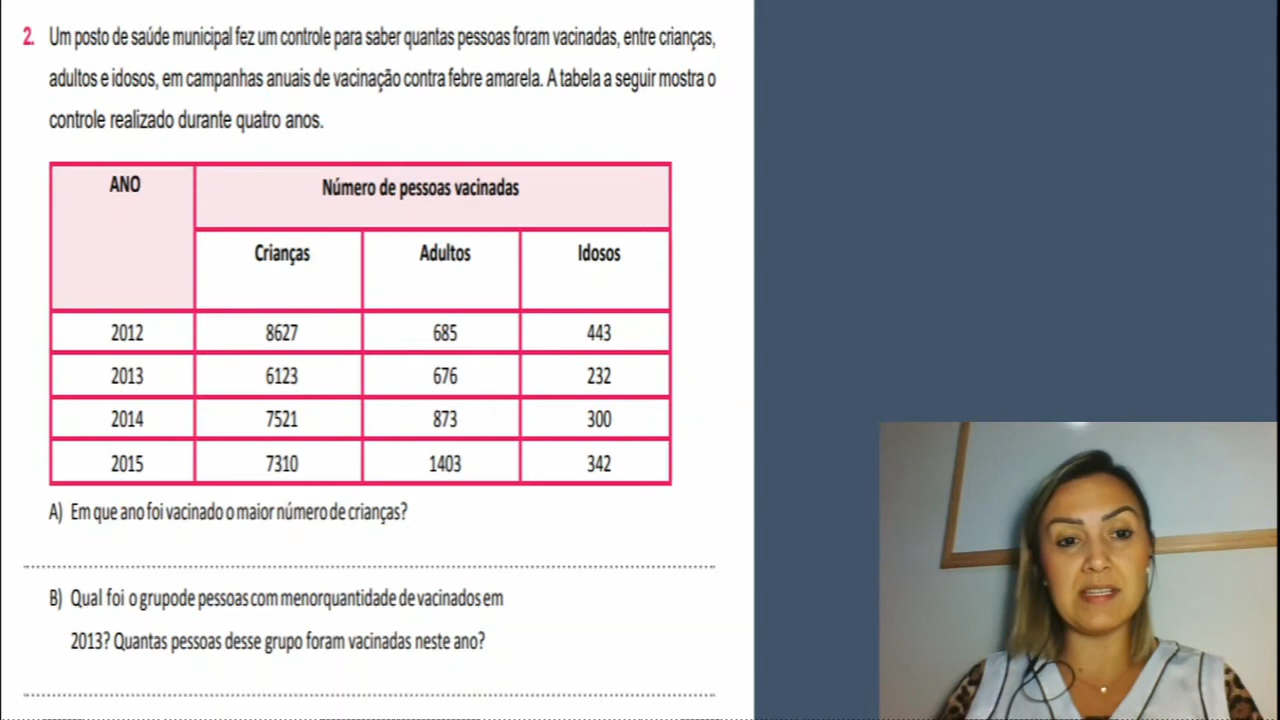 2. Um posto de saúde municipal fez um controle para saber quantas pessoas foram vacinadas, entre crianças,
adultos e idosos, em campanhas anuais de vacinação contra febre amarela. A tabela a seguir mostra o
controle realizado durante quatro anos.
ANO Número de pessoas vacinadas
Crianças Adultos Idosos
2012 8627 685 443
2013 6123 676 232
2014 7521 873 300
2015 7310 1403 342
A) Em que ano foi vacinado o maior número de crianças?
B) Qual foi o grupode pessoas com menorquantidade de vacinados em
2013? Quantas pessoas desse grupo foram vacinadas neste ano?